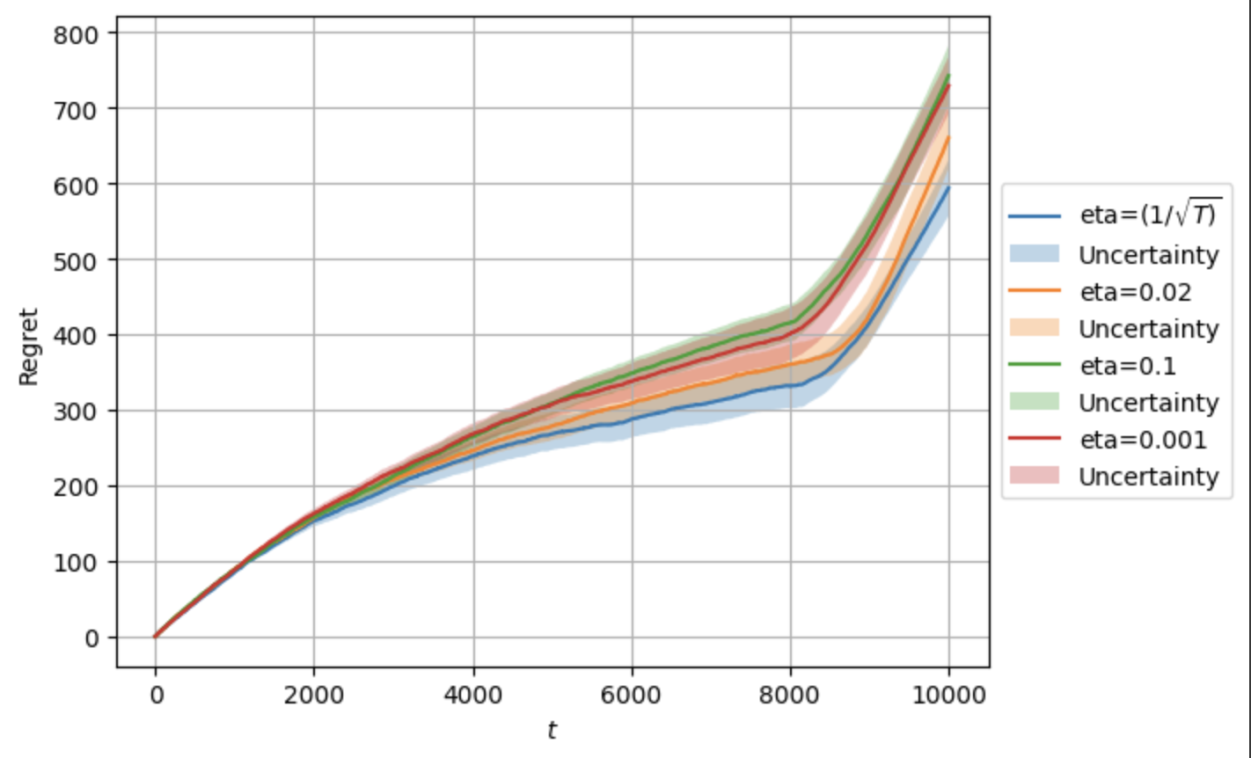 800
700
600
500
400
300
200
100
0
Regret
0 2000 4000 6000 8000 10000
t
eta=(1/√T)
Uncertainty
eta=0.02
Uncertainty
eta=0.1
Uncertainty
eta=0.001
Uncertainty